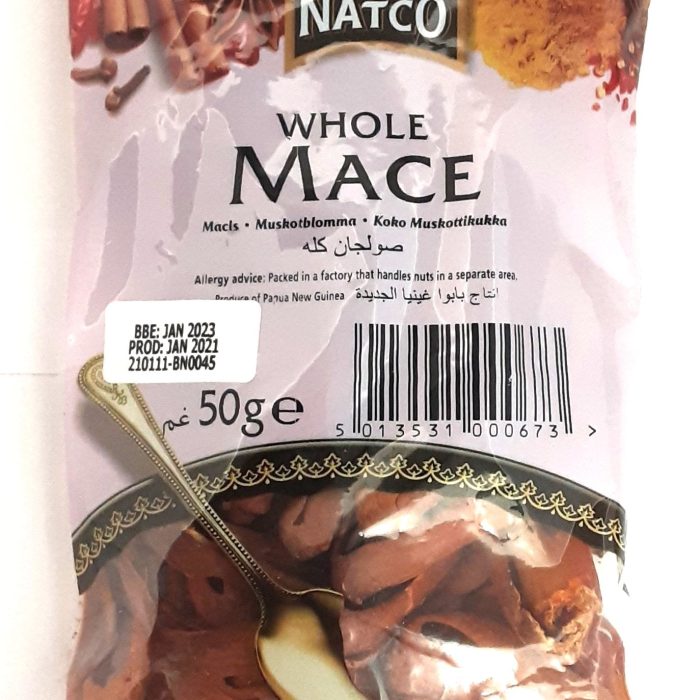 NATCO
WHOLE
MACE
Macis • Muskotblomma • Koko Muskottikukka
صولجان كله
Allergy advice: Packed in a factory that handles nuts in a separate area.
Produce of Papua New Guinea انتاج بابوا غينيا الجديدة
BBE: JAN 2023
PROD: JAN 2021
210111-BN0045
غم 50g e
5 013531 000673 >